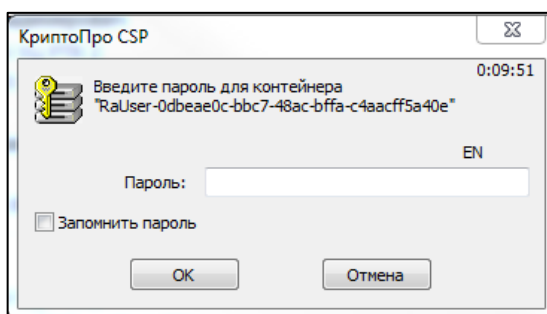 КриптоПро CSP
0:09:51
Введите пароль для контейнера
"RaUser-0dbeae0c-bbc7-48ac-bffa-c4aacff5a40e"
EN
Пароль:
Запомнить пароль
ОК
Отмена